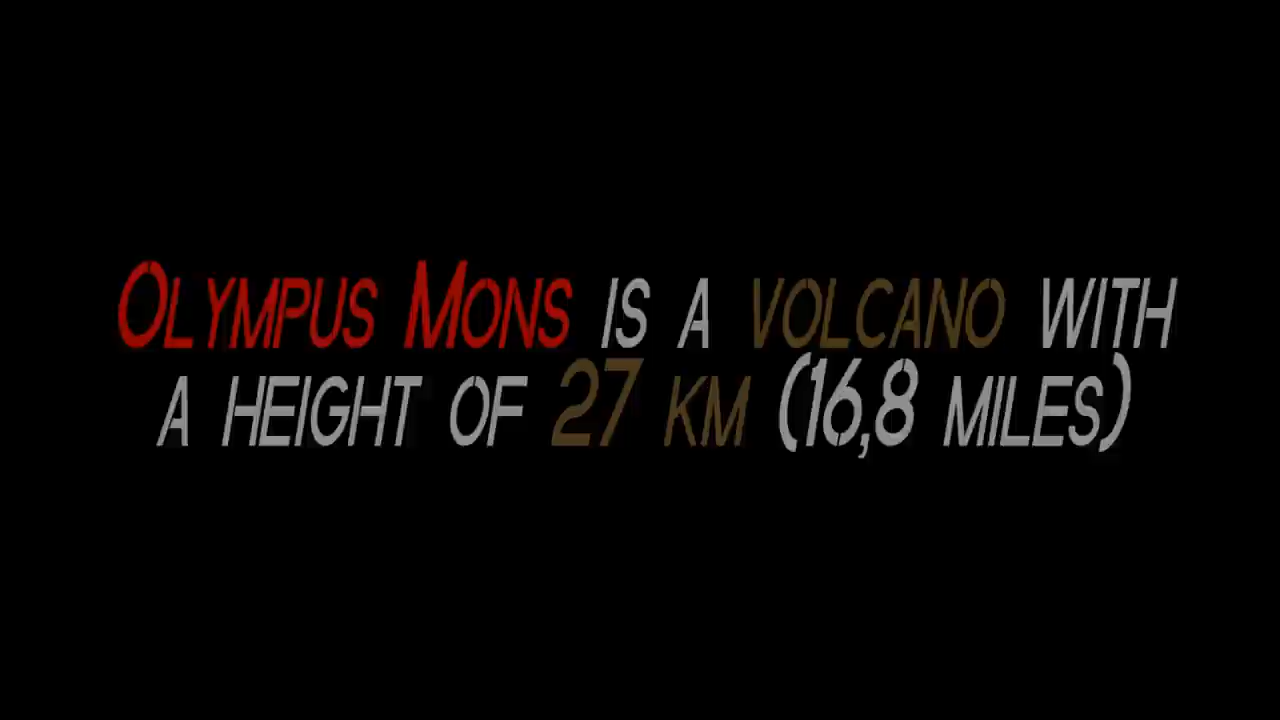 Olympus Mons is a volcano with
a height of 27 km (16,8 miles)